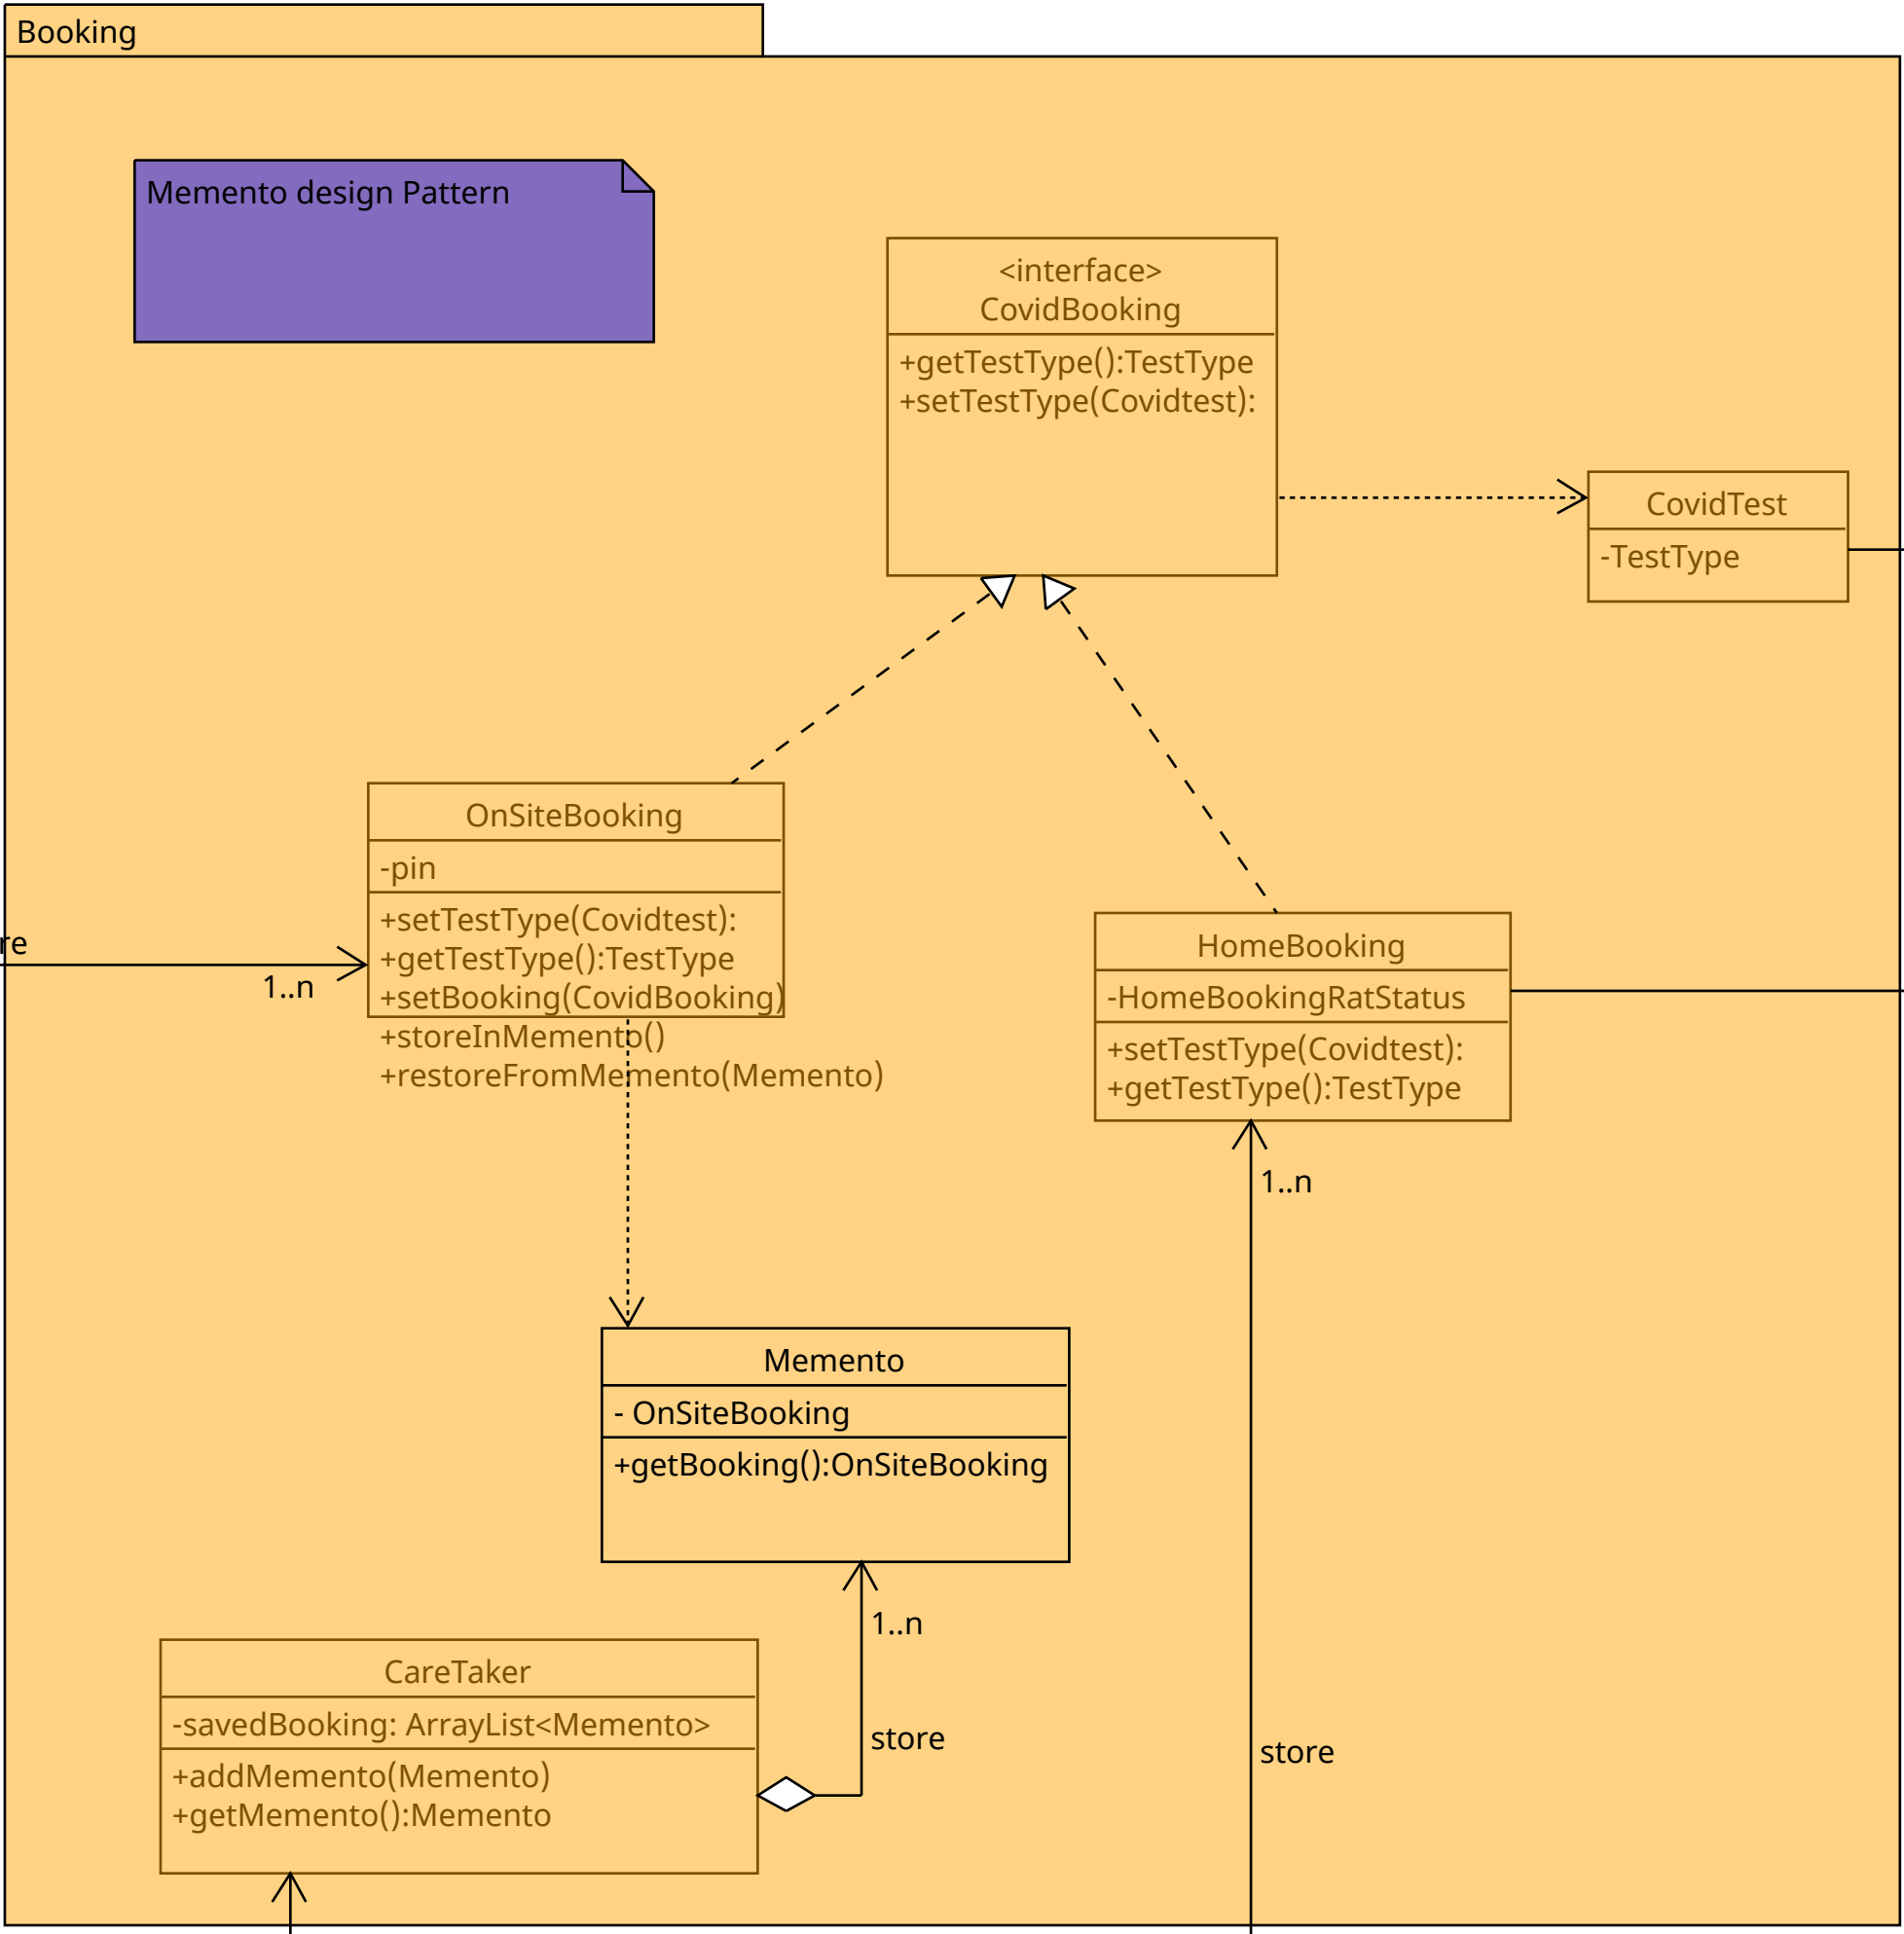 Booking
Memento design Pattern
<interface>
CovidBooking
+getTestType():TestType
+setTestType(Covidtest):
CovidTest
-TestType
OnSiteBooking
-pin
+setTestType(Covidtest):
+getTestType():TestType
+setBooking(CovidBooking)
+storeInMemento()
+restoreFromMemento(Memento)
re
1..n
HomeBooking
-HomeBookingRatStatus
+setTestType(Covidtest):
+getTestType():TestType
1..n
Memento
- OnSiteBooking
+getBooking():OnSiteBooking
1..n
store
CareTaker
-savedBooking: ArrayList<Memento>
+addMemento(Memento)
+getMemento():Memento
store